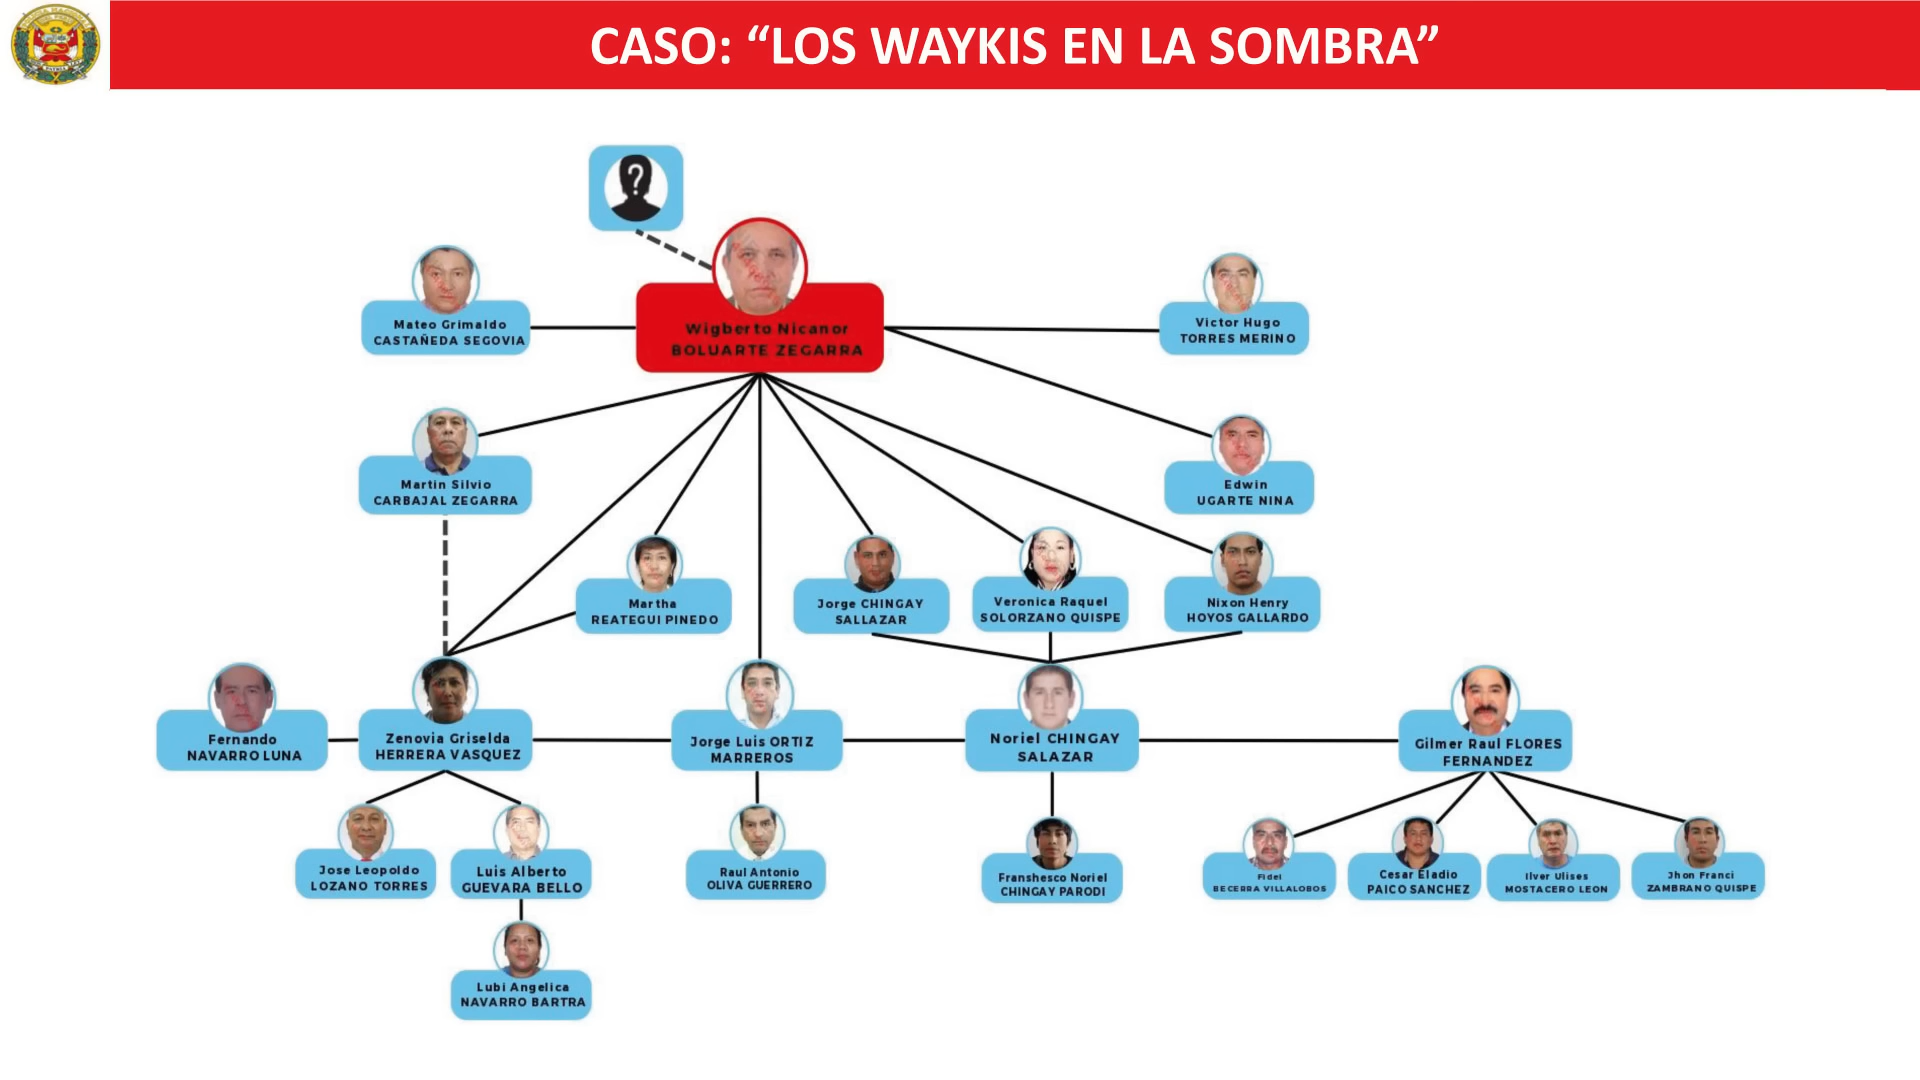 CASO: “LOS WAYKIS EN LA SOMBRA”
?
Mateo Grimaldo
CASTAÑEDA SEGOVIA
Wigberto Nicanor
BOLUARTE ZEGARRA
Victor Hugo
TORRES MERINO
Martin Silvio
CARBAJAL ZEGARRA
Edwin
UGARTE NINA
Martha
REATEGUI PINEDO
Jorge CHINGAY
SALLAZAR
Veronica Raquel
SOLORZANO QUISPE
Nixon Henry
HOYOS GALLARDO
Fernando
NAVARRO LUNA
Zenovia Griselda
HERRERA VASQUEZ
Jorge Luis ORTIZ
MARREROS
Noriel CHINGAY
SALAZAR
Gilmer Raul FLORES
FERNANDEZ
Jose Leopoldo
LOZANO TORRES
Luis Alberto
GUEVARA BELLO
Raul Antonio
OLIVA GUERRERO
Franshesco Noriel
CHINGAY PARODI
Fidel
BECERRA VILLALOBOS
Cesar Eladio
PAICO SANCHEZ
Ilver Ulises
MOSTACERO LEON
Jhon Franci
ZAMBRANO QUISPE
Lubi Angelica
NAVARRO BARTRA